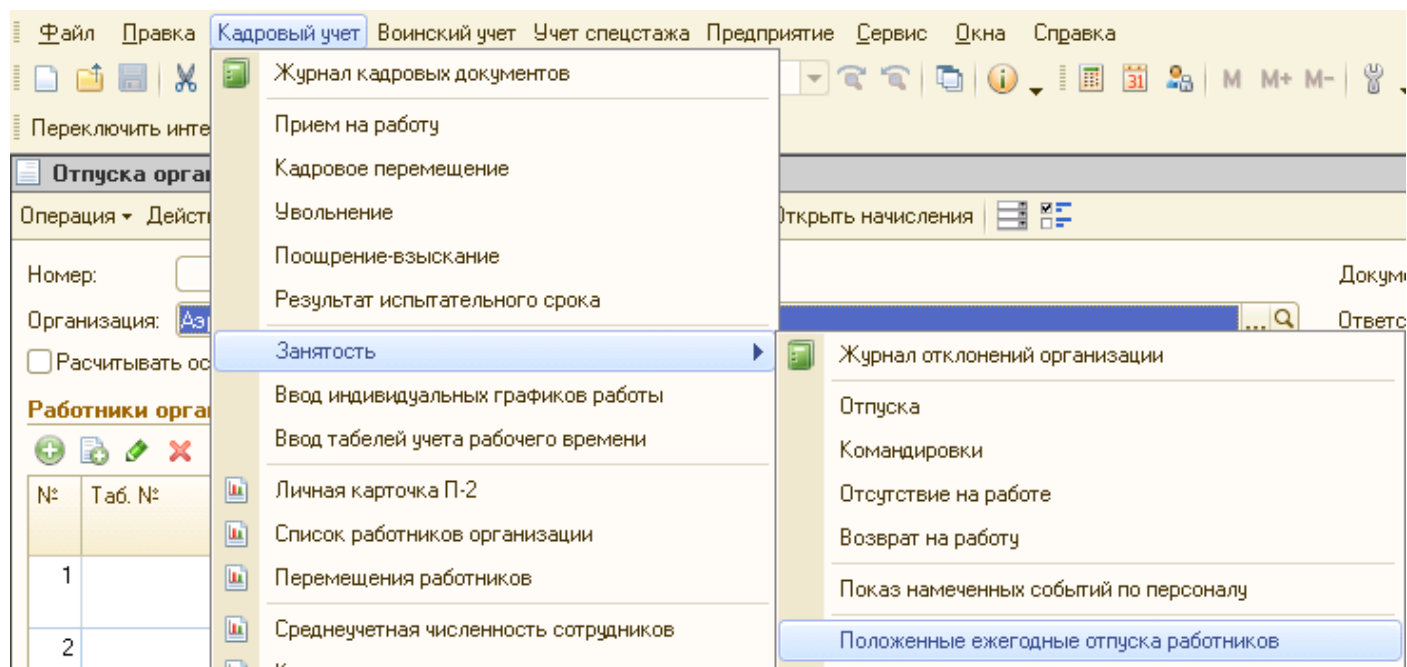 Файл Правка Кадровый учет Воинский учет Учет спецстажа Предприятие Сервис Окна Справка
Журнал кадровых документов
31 M M+ M-
Переключить инте
Прием на работу
Кадровое перемещение
Отпуска орга
Операция Дейст
Увольнение
Открыть начисления
Поощрение-взыскание
Номер:
Докум
Результат испытательного срока
Организация: Аэр
... Ответс
Занятость
Журнал отклонений организации
Расчитывать ос
Ввод индивидуальных графиков работы
Отпуска
Работники орга
Ввод табелей учета рабочего времени
Командировки
№ Таб. №
Личная карточка П-2
Отсутствие на работе
Список работников организации
Возврат на работу
1
Перемещения работников
Показ намеченных событий по персоналу
Среднеучетная численность сотрудников
2
Положенные ежегодные отпуска работников